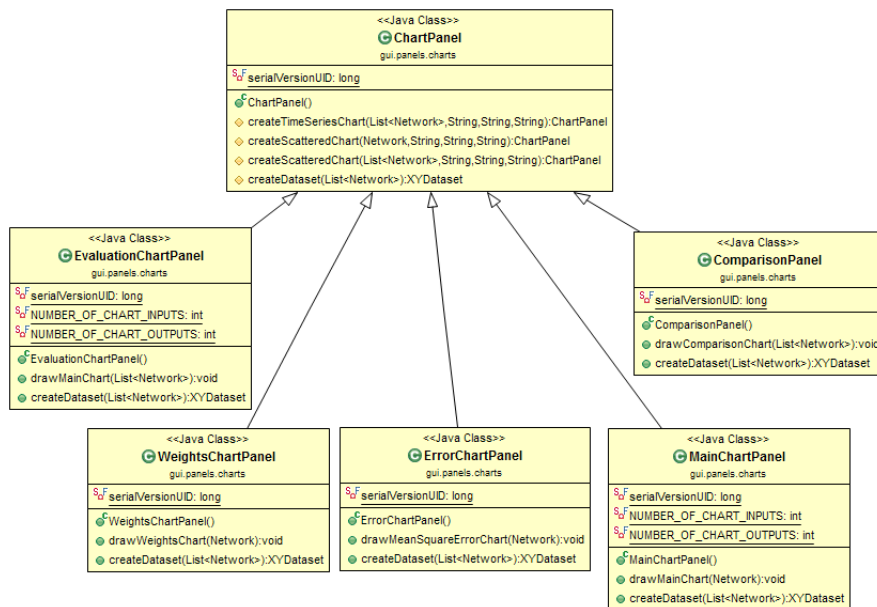 <<Java Class>>
ChartPanel
gui.panels.charts
serialVersionUID: long
ChartPanel()
createTimeSeriesChart(List<Network>,String,String,String):ChartPanel
createScatteredChart(Network,String,String,String):ChartPanel
createScatteredChart(List<Network>,String,String,String):ChartPanel
createDataset(List<Network>):XYDataset
<<Java Class>>
EvaluationChartPanel
gui.panels.charts
serialVersionUID: long
NUMBER_OF_CHART_INPUTS: int
NUMBER_OF_CHART_OUTPUTS: int
EvaluationChartPanel()
drawMainChart(List<Network>):void
createDataset(List<Network>):XYDataset
<<Java Class>>
ComparisonPanel
gui.panels.charts
serialVersionUID: long
ComparisonPanel()
drawComparisonChart(List<Network>):void
createDataset(List<Network>):XYDataset
<<Java Class>>
WeightsChartPanel
gui.panels.charts
serialVersionUID: long
WeightsChartPanel()
drawWeightsChart(Network):void
createDataset(List<Network>):XYDataset
<<Java Class>>
ErrorChartPanel
gui.panels.charts
serialVersionUID: long
ErrorChartPanel()
drawMeanSquareErrorChart(Network):void
createDataset(List<Network>):XYDataset
<<Java Class>>
MainChartPanel
gui.panels.charts
serialVersionUID: long
NUMBER_OF_CHART_INPUTS: int
NUMBER_OF_CHART_OUTPUTS: int
MainChartPanel()
drawMainChart(Network):void
createDataset(List<Network>):XYDataset